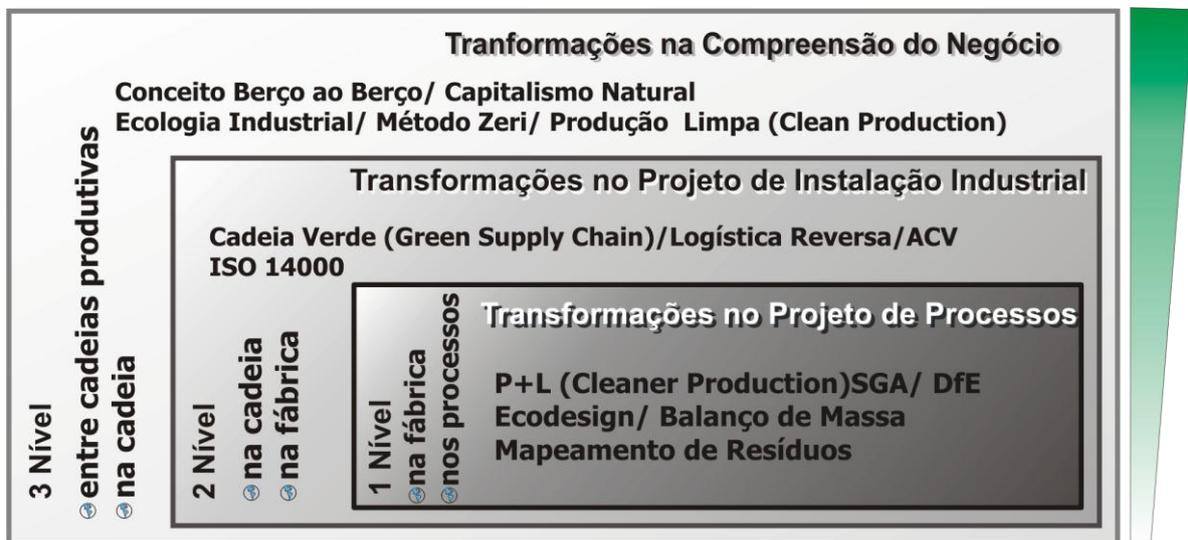 Tranformações na Compreensão do Negócio
Conceito Berço ao Berço/ Capitalismo Natural
Ecologia Industrial/ Método Zeri/ Produção Limpa (Clean Production)
3 Nível
entre cadeias produtivas
na cadeia
Transformações no Projeto de Instalação Industrial
Cadeia Verde (Green Supply Chain)/Logística Reversa/ACV
ISO 14000
2 Nível
na cadeia
na fábrica
Transformações no Projeto de Processos
1 Nível
na fábrica
nos processos
P+L (Cleaner Production)SGA/ DfE
Ecodesign/ Balanço de Massa
Mapeamento de Resíduos